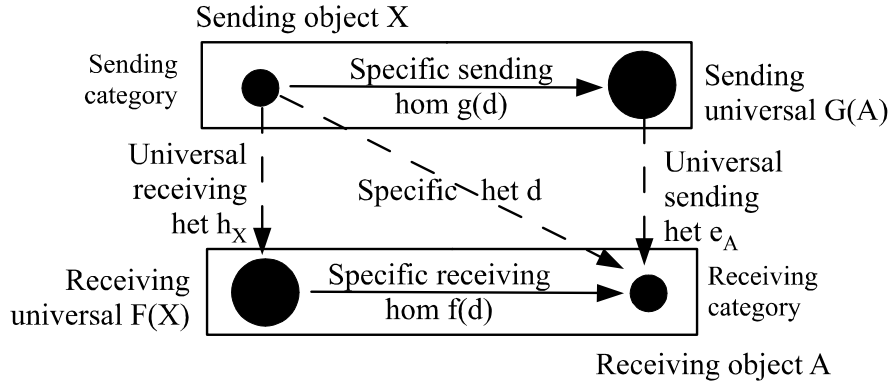 Sending object X
Sending
category
Specific sending
hom g(d)
Sending
universal G(A)
Universal
receiving
het h_X
Specific het d
Universal
sending
het e_A
Receiving
universal F(X)
Specific receiving
hom f(d)
Receiving
category
Receiving object A